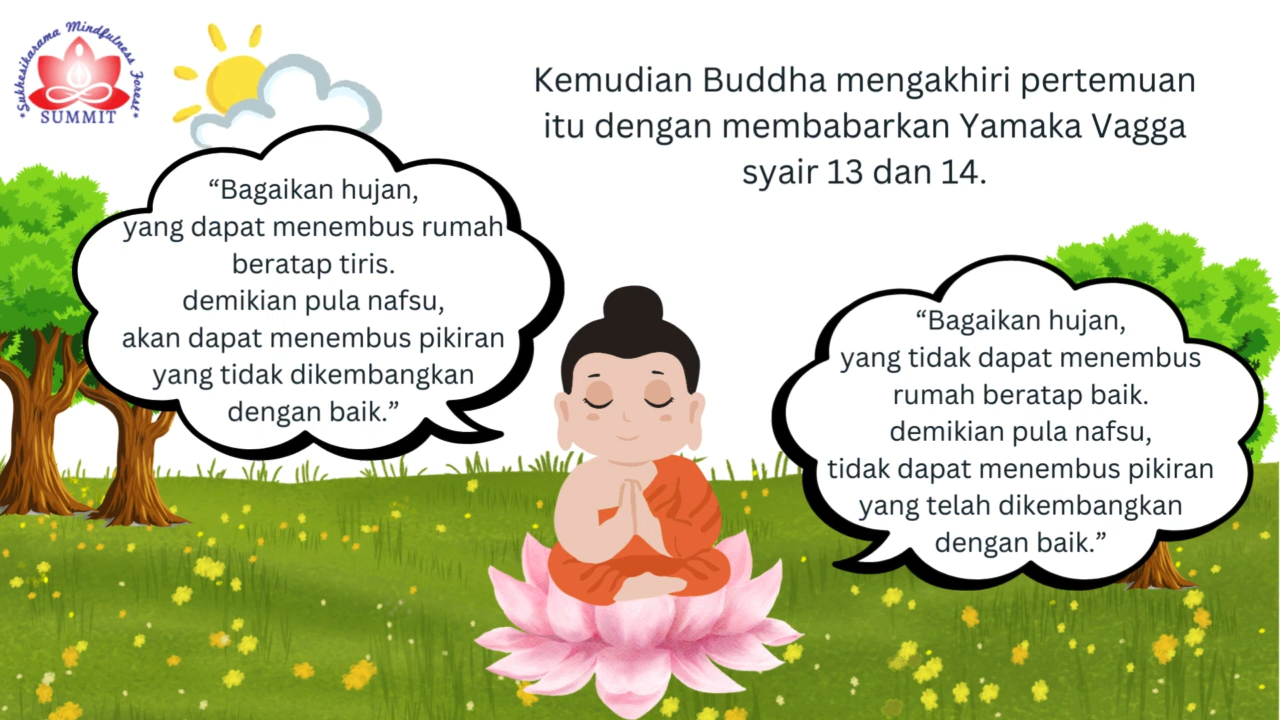 *Sukhesikarama Mindfulness Forest*
SUMMIT
Kemudian Buddha mengakhiri pertemuan
itu dengan membabarkan Yamaka Vagga
syair 13 dan 14.
“Bagaikan hujan,
yang dapat menembus rumah
beratap tiris.
demikian pula nafsu,
akan dapat menembus pikiran
yang tidak dikembangkan
dengan baik.”
“Bagaikan hujan,
yang tidak dapat menembus
rumah beratap baik.
demikian pula nafsu,
tidak dapat menembus pikiran
yang telah dikembangkan
dengan baik.”